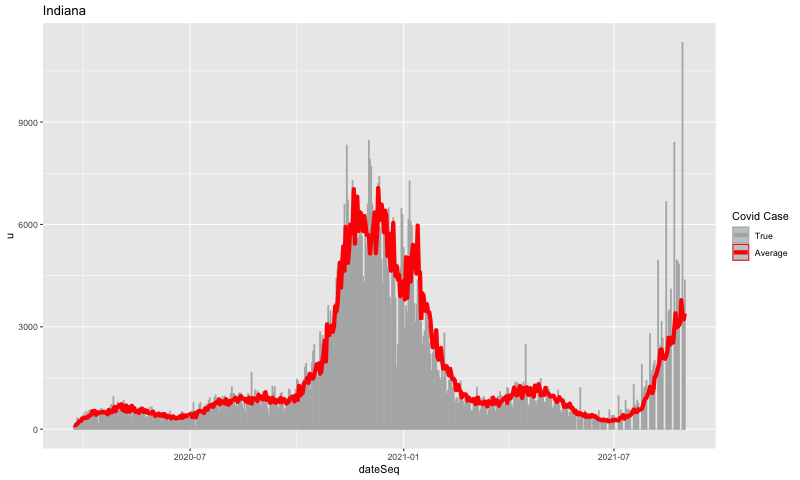 Indiana
9000
6000
3000
0
u
2020-07
2021-01
2021-07
dateSeq
Covid Case
True
Average